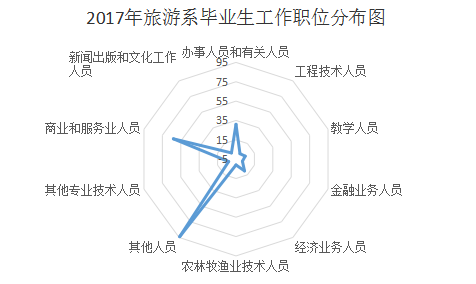 2017年旅游系毕业生工作职位分布图
办事人员和有关人员
工程技术人员
教学人员
金融业务人员
经济业务人员
农林牧渔业技术人员
其他人员
其他专业技术人员
商业和服务业人员
新闻出版和文化工作
人员
95
75
55
35
15
-5